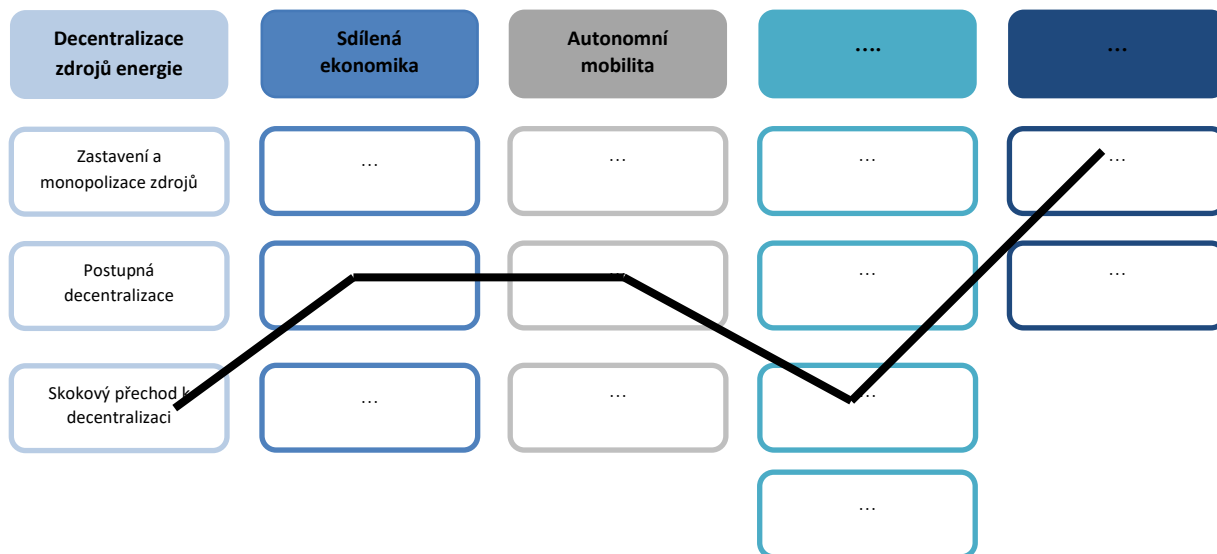 Decentralizace
zdrojů energie
Sdílená
ekonomika
Autonomní
mobilita
….
…
Zastavení a
monopolizace zdrojů
…
…
…
…
Postupná
decentralizace
…
…
Skokový přechod k
decentralizaci
…
…
…
…